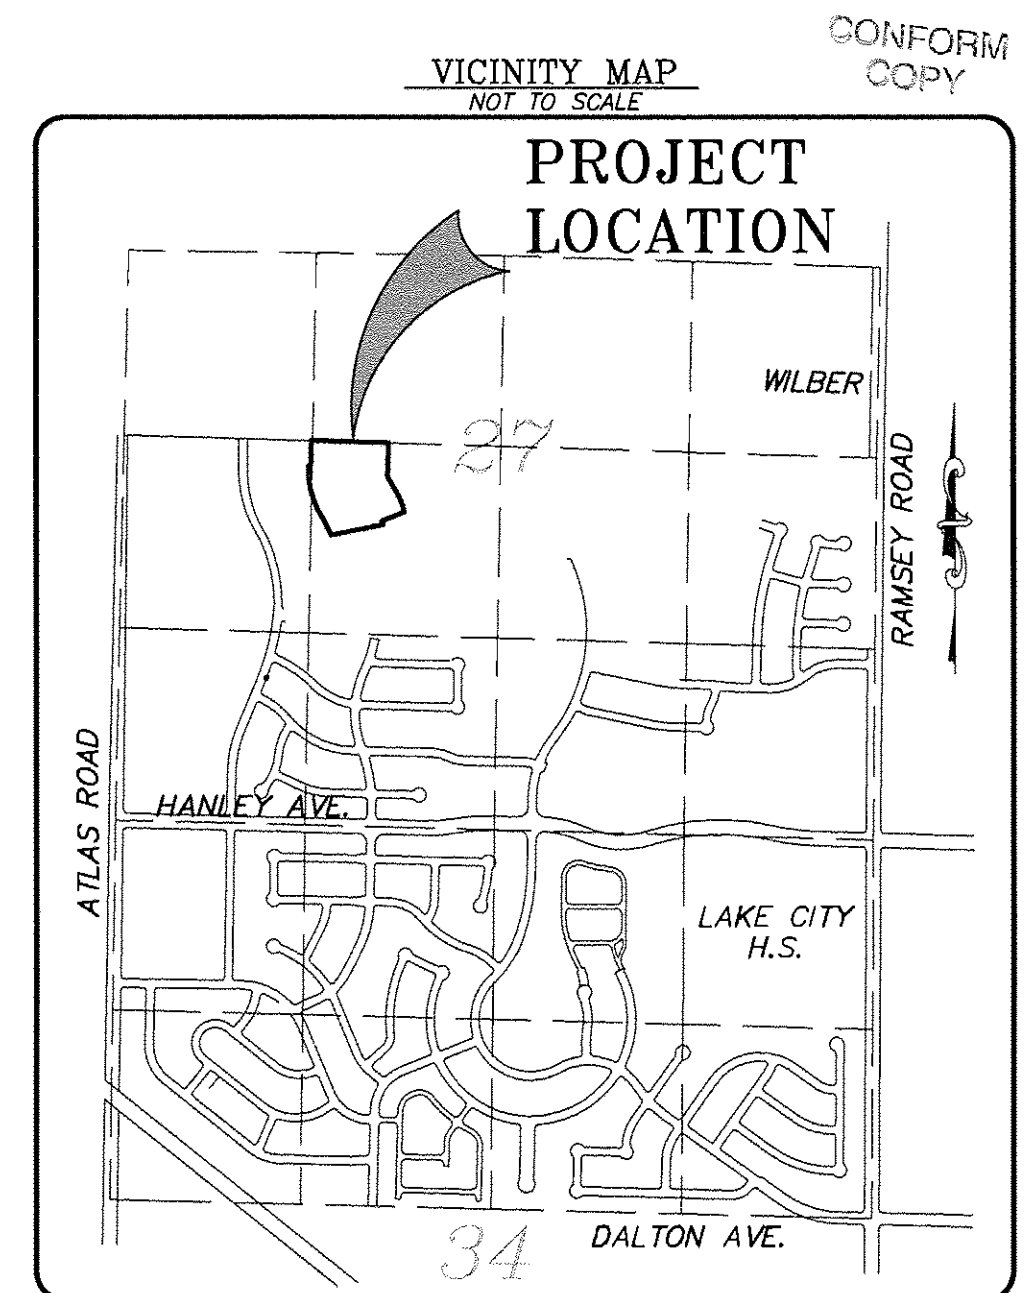 CONFORM
COPY
VICINITY MAP
NOT TO SCALE
PROJECT
LOCATION
WILBER
27
RAMSEY ROAD
ATLAS ROAD
HANLEY AVE.
LAKE CITY
H.S.
DALTON AVE.
34